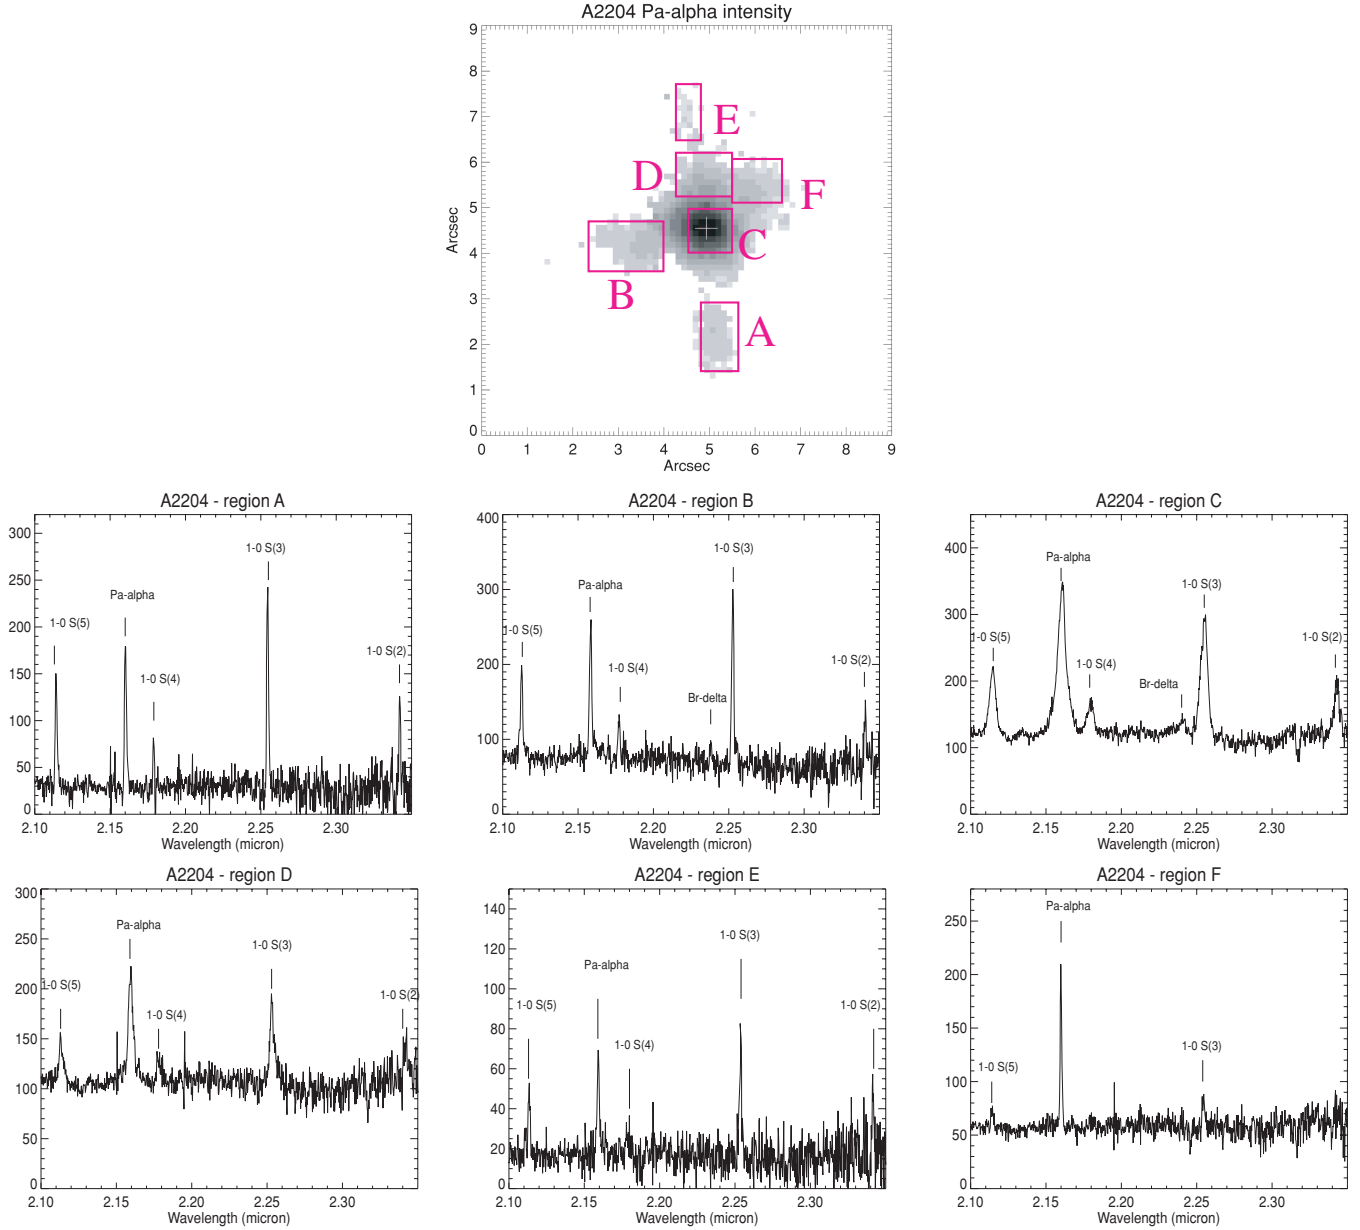 A2204 Pa-alpha intensity
9
8
7
6
5
4
3
2
1
0
Arcsec
E
D
F
C
B
A
0 1 2 3 4 5 6 7 8 9
Arcsec
A2204 - region A
300
250
200
150
100
50
0
1-0 S(3)
Pa-alpha
1-0 S(5)
1-0 S(2)
1-0 S(4)
2.10 2.15 2.20 2.25 2.30
Wavelength (micron)
A2204 - region B
400
300
200
100
0
1-0 S(3)
Pa-alpha
1-0 S(5)
1-0 S(2)
1-0 S(4)
Br-delta
2.10 2.15 2.20 2.25 2.30
Wavelength (micron)
A2204 - region C
400
300
200
100
0
Pa-alpha
1-0 S(3)
1-0 S(5)
1-0 S(2)
1-0 S(4)
Br-delta
2.10 2.15 2.20 2.25 2.30
Wavelength (micron)
A2204 - region D
300
250
200
150
100
50
0
Pa-alpha
1-0 S(3)
1-0 S(5)
1-0 S(2)
1-0 S(4)
2.10 2.15 2.20 2.25 2.30
Wavelength (micron)
A2204 - region E
140
120
100
80
60
40
20
0
1-0 S(3)
Pa-alpha
1-0 S(5)
1-0 S(2)
1-0 S(4)
2.10 2.15 2.20 2.25 2.30
Wavelength (micron)
A2204 - region F
250
200
150
100
50
0
Pa-alpha
1-0 S(3)
1-0 S(5)
2.10 2.15 2.20 2.25 2.30
Wavelength (micron)